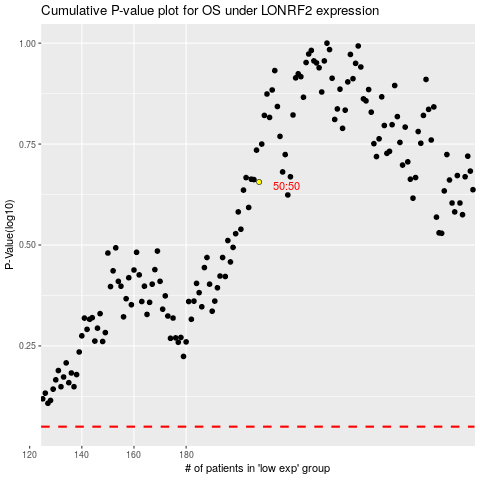 Cumulative P-value plot for OS under LONRF2 expression
P-Value(log10)
1.00
0.75
0.50
0.25
50:50
120 140 160 180
# of patients in 'low exp' group